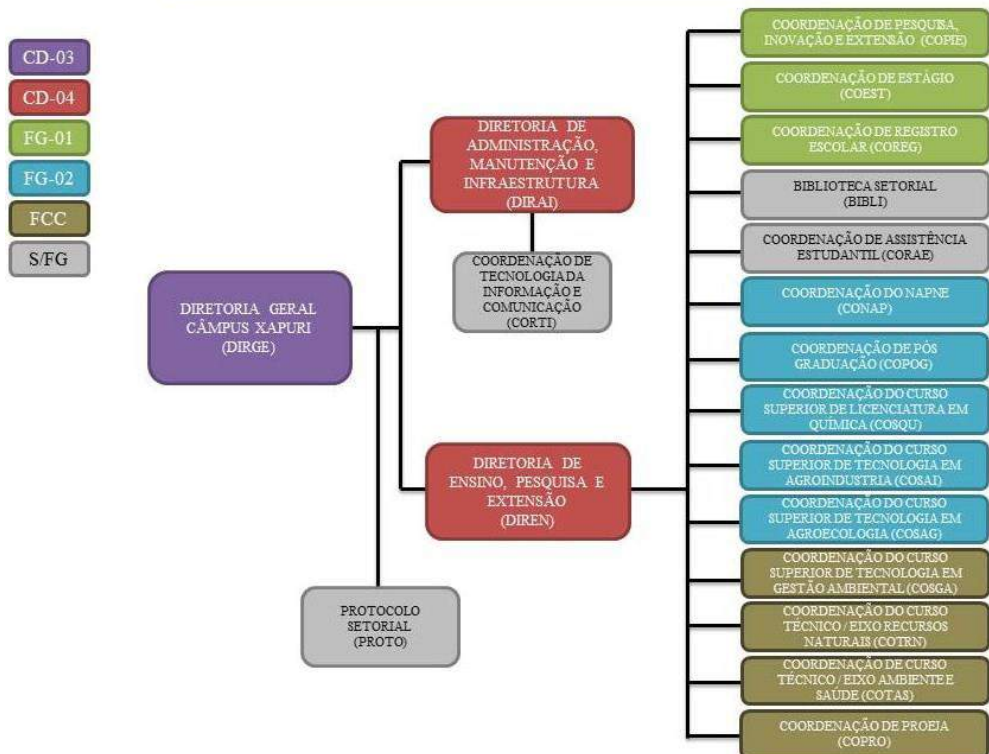 CD-03
CD-04
FG-01
FG-02
FCC
S/FG
DIRETORIA GERAL
CÂMPUS XAPURI
(DIRGE)
DIRETORIA DE
ADMINISTRAÇÃO,
MANUTENÇÃO E
INFRAESTRUTURA
(DIRAI)
COORDENAÇÃO DE
TECNOLOGIA DA
INFORMAÇÃO E
COMUNICAÇÃO
(CORTI)
DIRETORIA DE
ENSINO, PESQUISA E
EXTENSÃO
(DIREN)
PROTOCOLO
SETORIAL
(PROTO)
COORDENAÇÃO DE PESQUISA,
INOVAÇÃO E EXTENSÃO (COPIE)
COORDENAÇÃO DE ESTÁGIO
(COEST)
COORDENAÇÃO DE REGISTRO
ESCOLAR (COREG)
BIBLIOTECA SETORIAL
(BIBLI)
COORDENAÇÃO DE ASSISTÊNCIA
ESTUDANTIL (CORAE)
COORDENAÇÃO DO NAPNE
(CONAP)
COORDENAÇÃO DE PÓS
GRADUAÇÃO (COPOG)
COORDENAÇÃO DO CURSO
SUPERIOR DE LICENCIATURA EM
QUÍMICA (COSQU)
COORDENAÇÃO DO CURSO
SUPERIOR DE TECNOLOGIA EM
AGROINDUSTRIA (COSAI)
COORDENAÇÃO DO CURSO
SUPERIOR DE TECNOLOGIA EM
AGROECOLOGIA (COSAG)
COORDENAÇÃO DO CURSO
SUPERIOR DE TECNOLOGIA EM
GESTÃO AMBIENTAL (COSGA)
COORDENAÇÃO DO CURSO
TÉCNICO / EIXO RECURSOS
NATURAIS (COTRN)
COORDENAÇÃO DE CURSO
TÉCNICO / EIXO AMBIENTE E
SAÚDE (COTAS)
COORDENAÇÃO DE PROEJA
(COPRO)